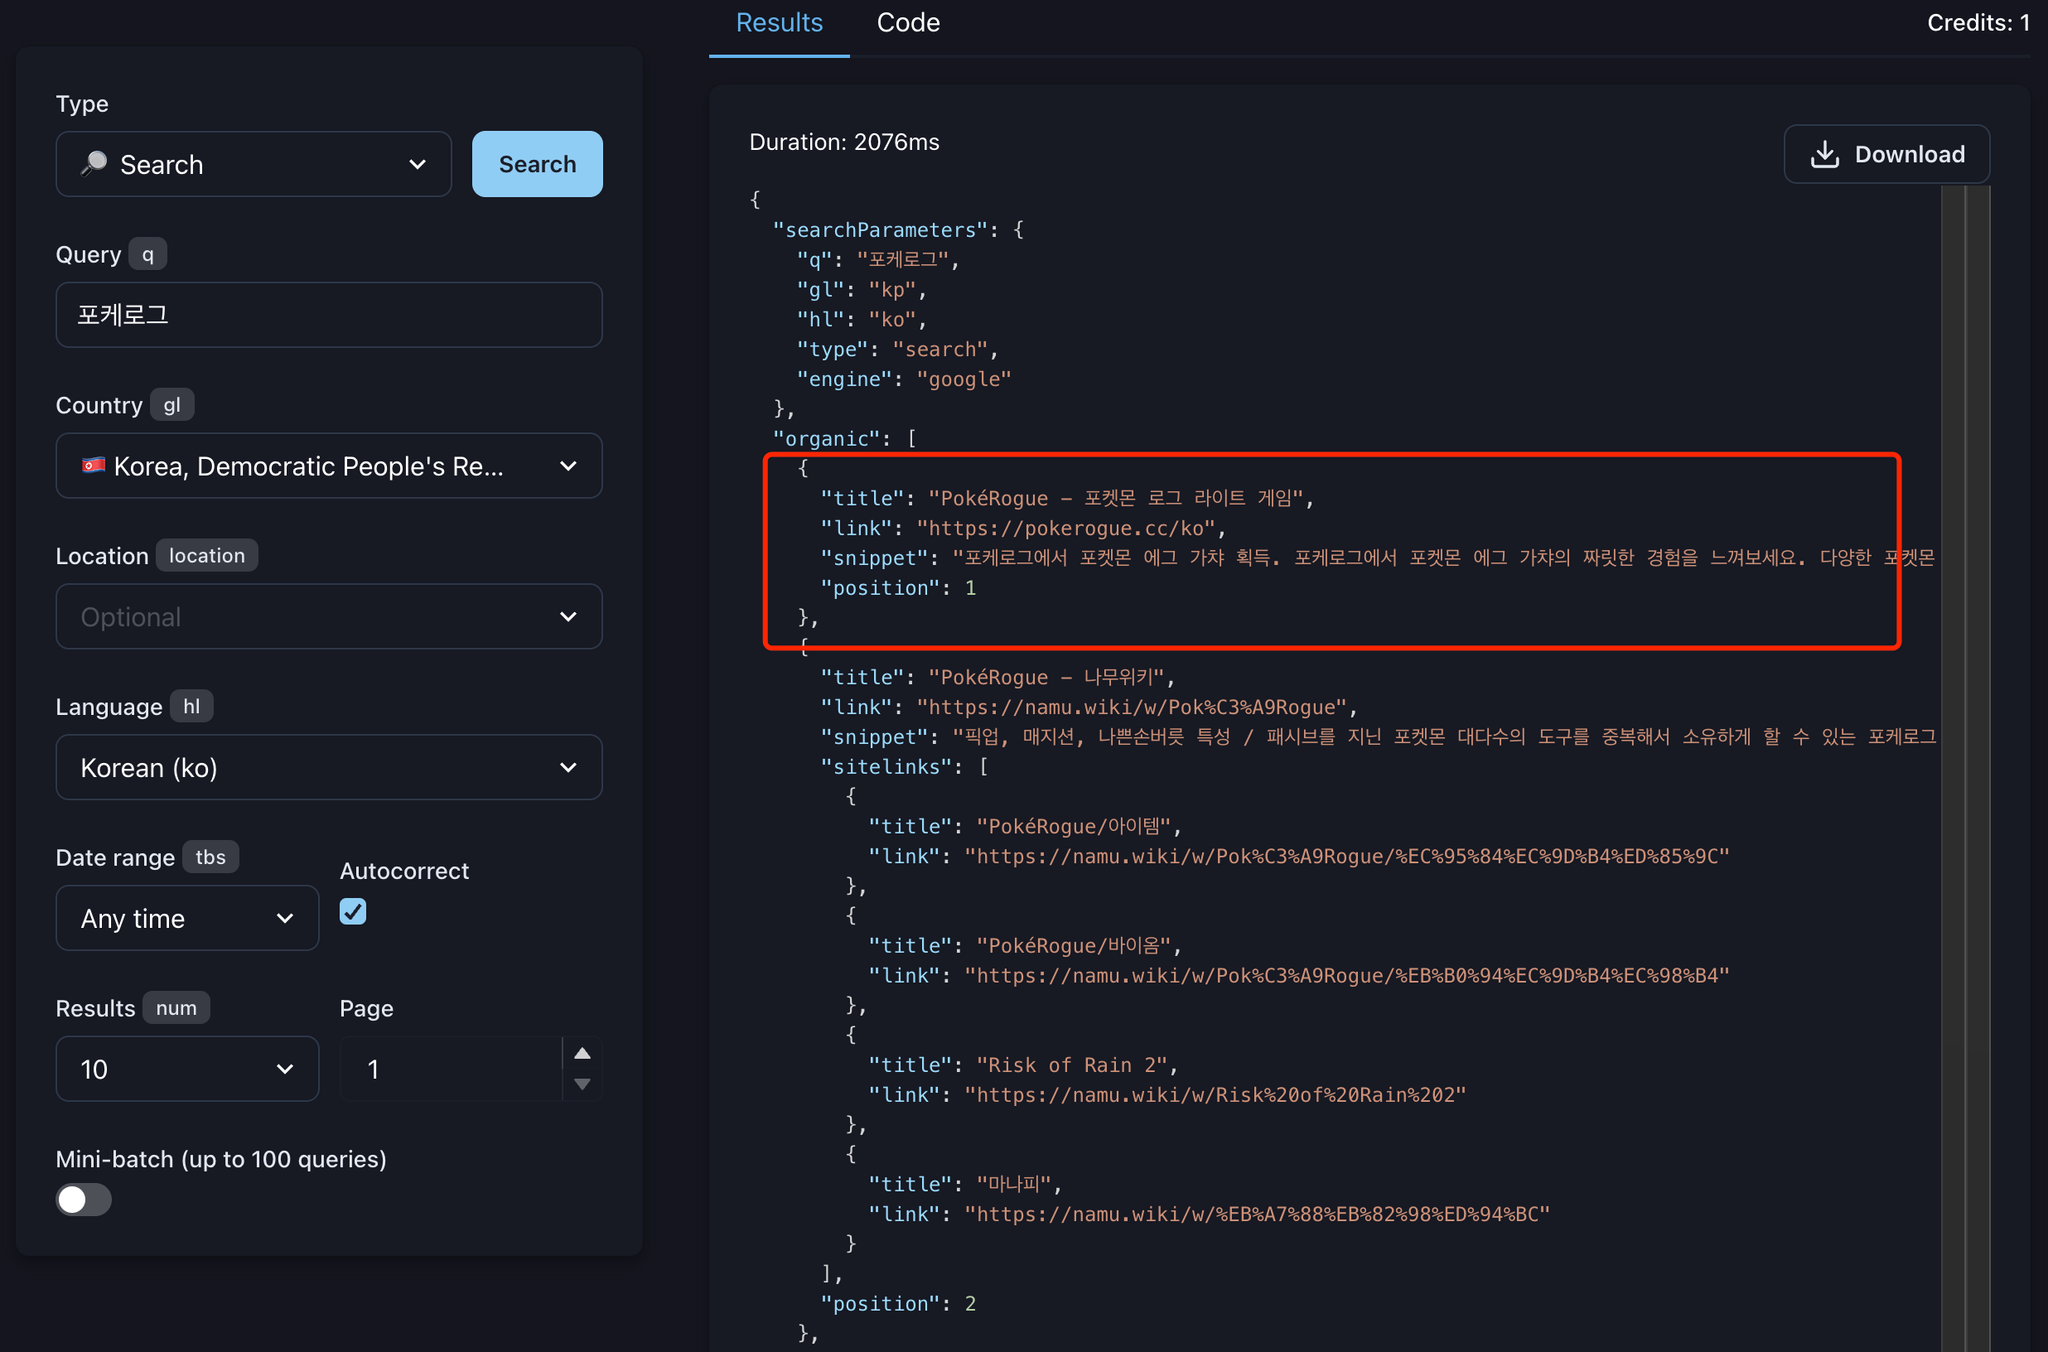 Results Code Credits: 1
Type
Search Search
Query q
포케로그
Country gl
Korea, Democratic People's Re...
Location location
Optional
Language hl
Korean (ko)
Date range tbs Autocorrect
Any time
Results num Page
10 1
Mini-batch (up to 100 queries)
Duration: 2076ms Download
{
"searchParameters": {
"q": "포케로그",
"gl": "kp",
"hl": "ko",
"type": "search",
"engine": "google"
},
"organic": [
{
"title": "PokéRogue – 포켓몬 로그 라이트 게임",
"link": "https://pokerogue.cc/ko",
"snippet": "포케로그에서 포켓몬 에그 가챠 획득. 포케로그에서 포켓몬 에그 가챠의 짜릿한 경험을 느껴보세요. 다양한 포켓몬
"position": 1
},
{
"title": "PokéRogue – 나무위키",
"link": "https://namu.wiki/w/Pok%C3%A9Rogue",
"snippet": "픽업, 매지션, 나쁜손버릇 특성 / 패시브를 지닌 포켓몬 대다수의 도구를 중복해서 소유하게 할 수 있는 포케로그
"sitelinks": [
{
"title": "PokéRogue/아이템",
"link": "https://namu.wiki/w/Pok%C3%A9Rogue/%EC%95%84%EC%9D%B4%ED%85%9C"
},
{
"title": "PokéRogue/바이옴",
"link": "https://namu.wiki/w/Pok%C3%A9Rogue/%EB%B0%94%EC%9D%B4%EC%98%B4"
},
{
"title": "Risk of Rain 2",
"link": "https://namu.wiki/w/Risk%20of%20Rain%202"
},
{
"title": "마나피",
"link": "https://namu.wiki/w/%EB%A7%88%EB%82%98%ED%94%BC"
}
],
"position": 2
},